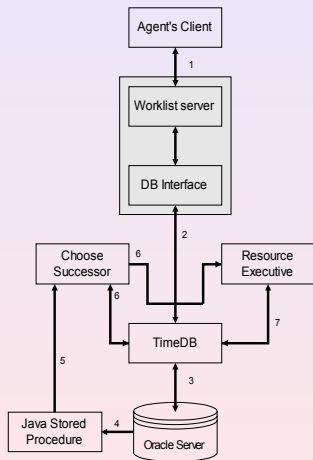 Agent's Client
1
Worklist server
DB Interface
2
Choose
Successor
6
Resource
Executive
6
7
TimeDB
5
3
Java Stored
Procedure
4
Oracle Server